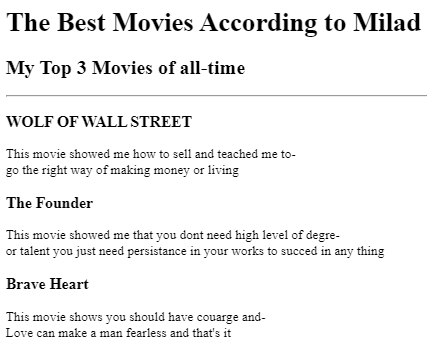 The Best Movies According to Milad
My Top 3 Movies of all-time
WOLF OF WALL STREET
This movie showed me how to sell and teached me to-
go the right way of making money or living
The Founder
This movie showed me that you dont need high level of degre-
or talent you just need persistance in your works to succed in any thing
Brave Heart
This movie shows you should have couarge and-
Love can make a man fearless and that's it